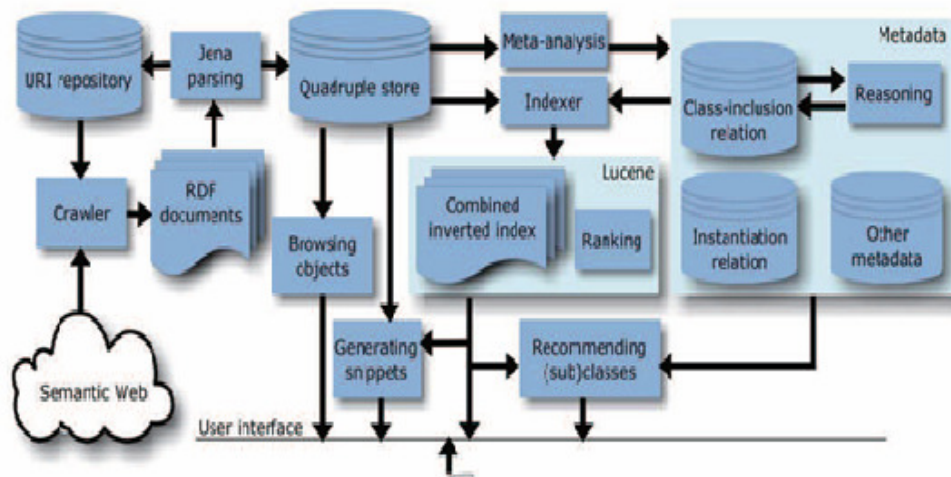 URI repository
Jena
parsing
Quadruple store
Meta-analysis
Indexer
Metadata
Class-inclusion
relation
Reasoning
Crawler
RDF
documents
Browsing
objects
Lucene
Combined
inverted index
Ranking
Instantiation
relation
Other
metadata
Semantic Web
Generating
snippets
Recommending
(sub)classes
User interface